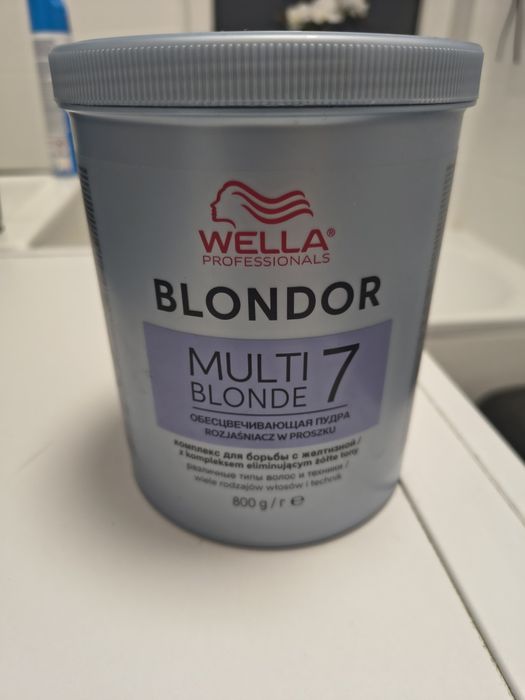 WELLA®
PROFESSIONALS
BLONDOR
MULTI 7
BLONDE
ОБЕСЦВЕЧИВАЮЩАЯ ПУДРА
ROZJAŚNIACZ W PROSZKU
комплекс для борьбы с желтизной /
z kompleksem eliminującym żółte tony
различные типы волос и техники /
wiele rodzajów włosów i technik
800 g / г ℮